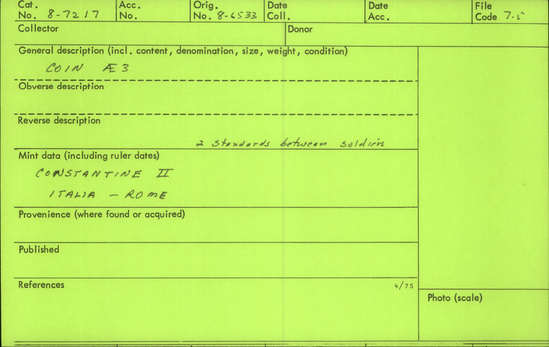 Cat. No. 8-7217 Acc. No. Orig. No. 8-6533 Date Coll. Date Acc. File Code 7.5
Collector Donor
General description (incl. content, denomination, size, weight, condition)
COIN Æ 3
Obverse description
Reverse description
2 standards between soldiers
Mint data (including ruler dates)
CONSTANTINE II
ITALIA - ROME
Provenience (where found or acquired)
Published
References 4/75
Photo (scale)